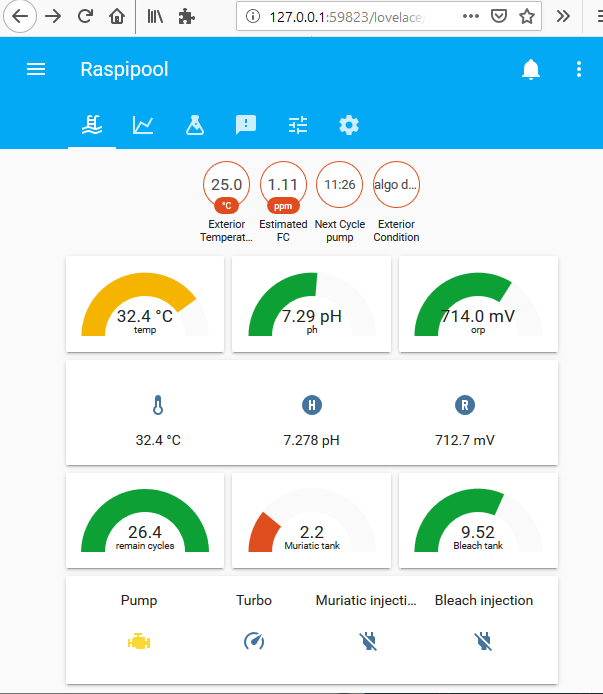 127.0.0.1:59823/lovelace/
Raspipool
25.0
°C
Exterior
Temperat...
1.11
ppm
Estimated
FC
11:26
Next Cycle
pump
algo d...
Exterior
Condition
32.4 °C
temp
7.29 pH
ph
714.0 mV
orp
H
R
32.4 °C
7.278 pH
712.7 mV
26.4
remain cycles
2.2
Muriatic tank
9.52
Bleach tank
Pump
Turbo
Muriatic injecti...
Bleach injection